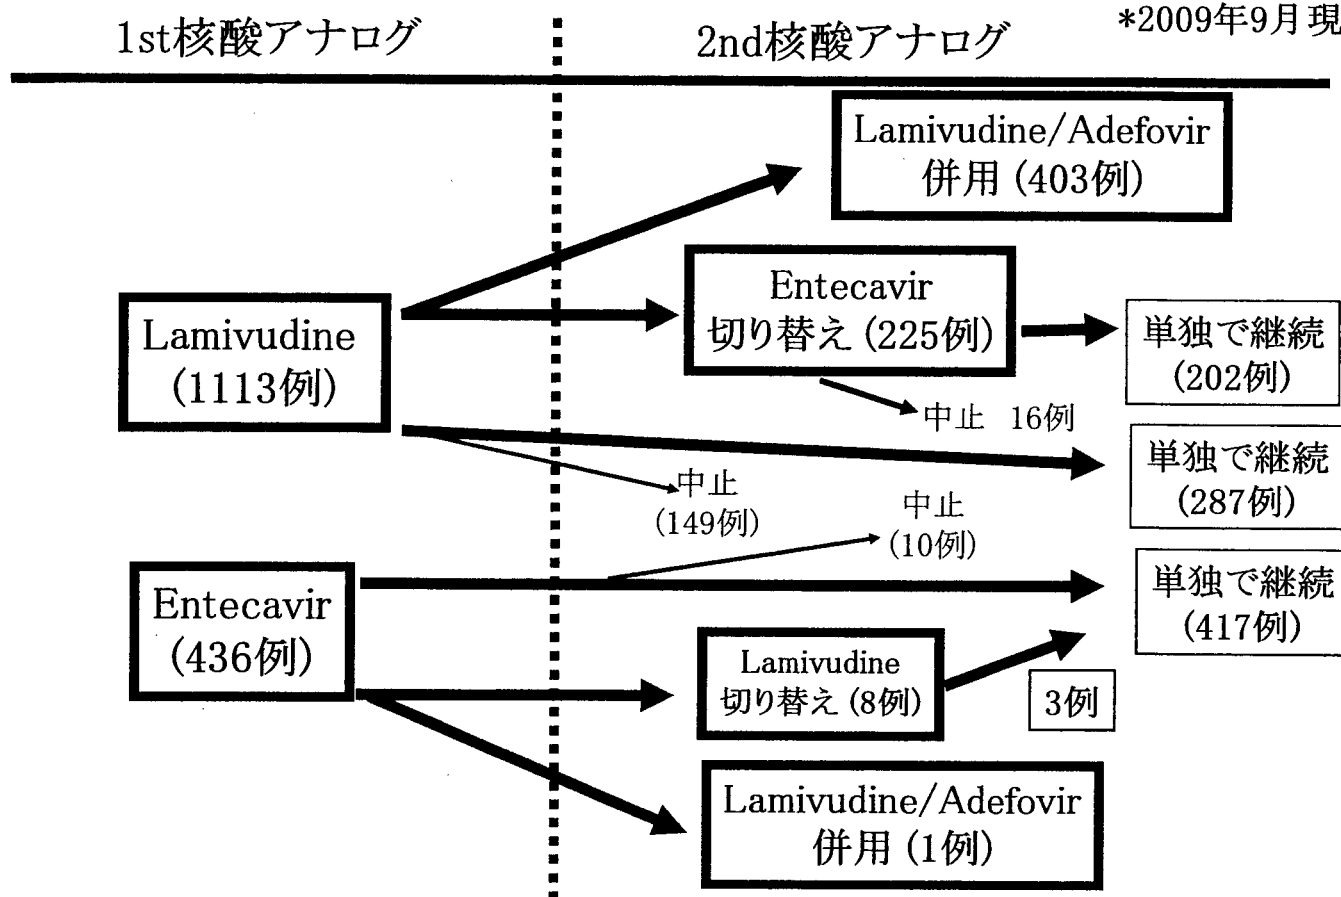 1st核酸アナログ
2nd核酸アナログ
*2009年9月現
Lamivudine/Adefovir
併用 (403例)
Lamivudine
(1113例)
Entecavir
切り替え (225例)
単独で継続
(202例)
中止 16例
単独で継続
(287例)
中止
(149例)
中止
(10例)
Entecavir
(436例)
単独で継続
(417例)
Lamivudine
切り替え (8例)
3例
Lamivudine/Adefovir
併用 (1例)